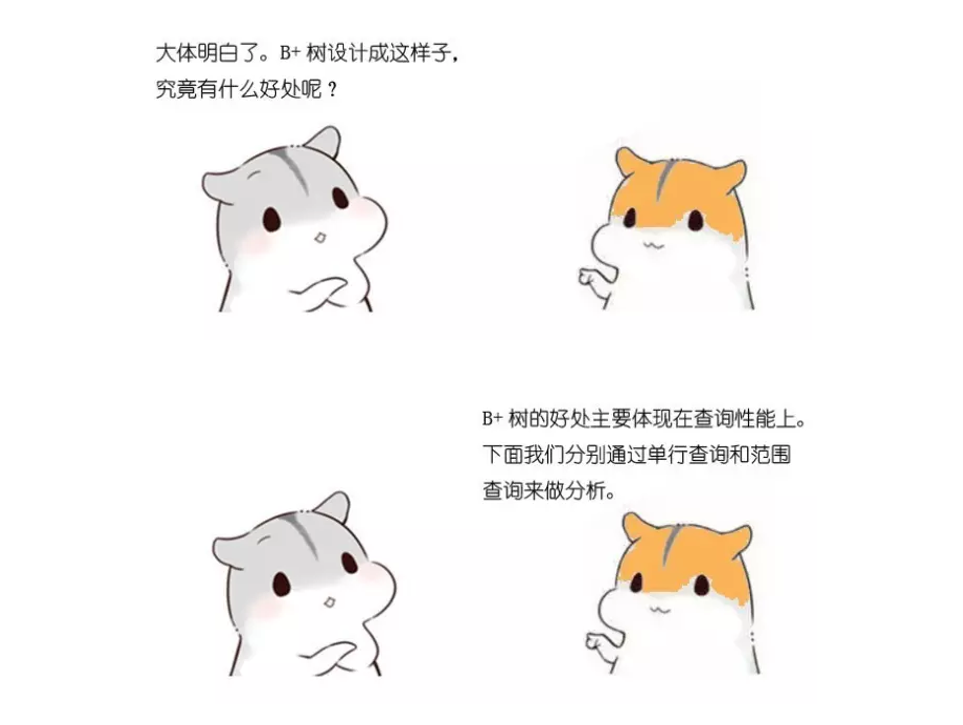 大体明白了。B+ 树设计成这样子，
究竟有什么好处呢？
B+ 树的好处主要体现在查询性能上。
下面我们分别通过单行查询和范围
查询来做分析。